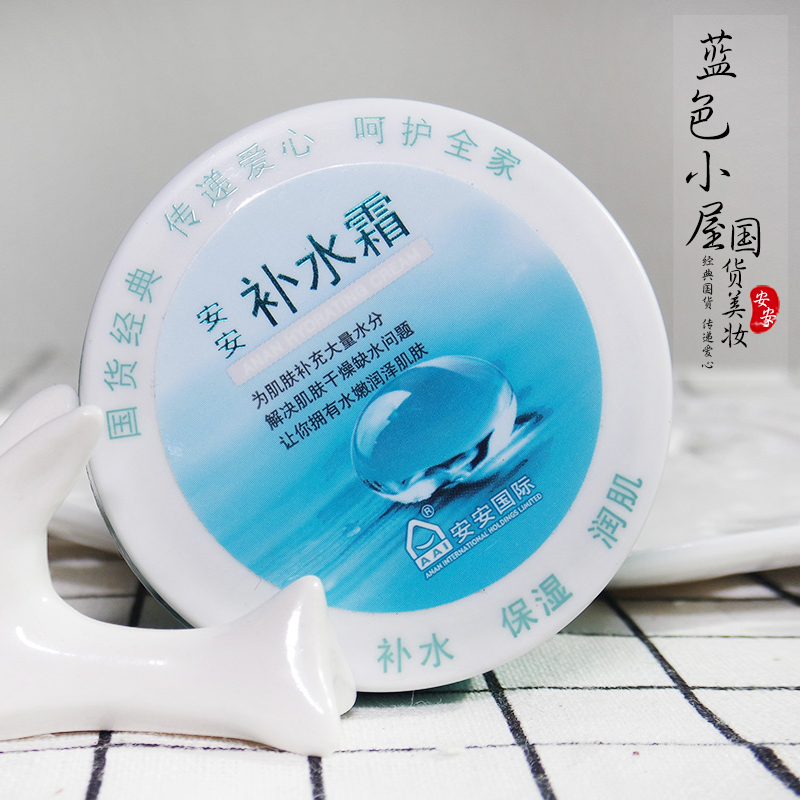 国货经典 传递爱心 呵护全家
安安
补水霜
ANAN HYDRATING CREAM
为肌肤补充大量水分
解决肌肤干燥缺水问题
让你拥有水嫩润泽肌肤
®
AAI
安安国际
ANAN INTERNATIONAL HOLDINGS LIMITED
补水 保湿 润肌
蓝色小屋
国货美妆
经典国货 传递爱心
安安